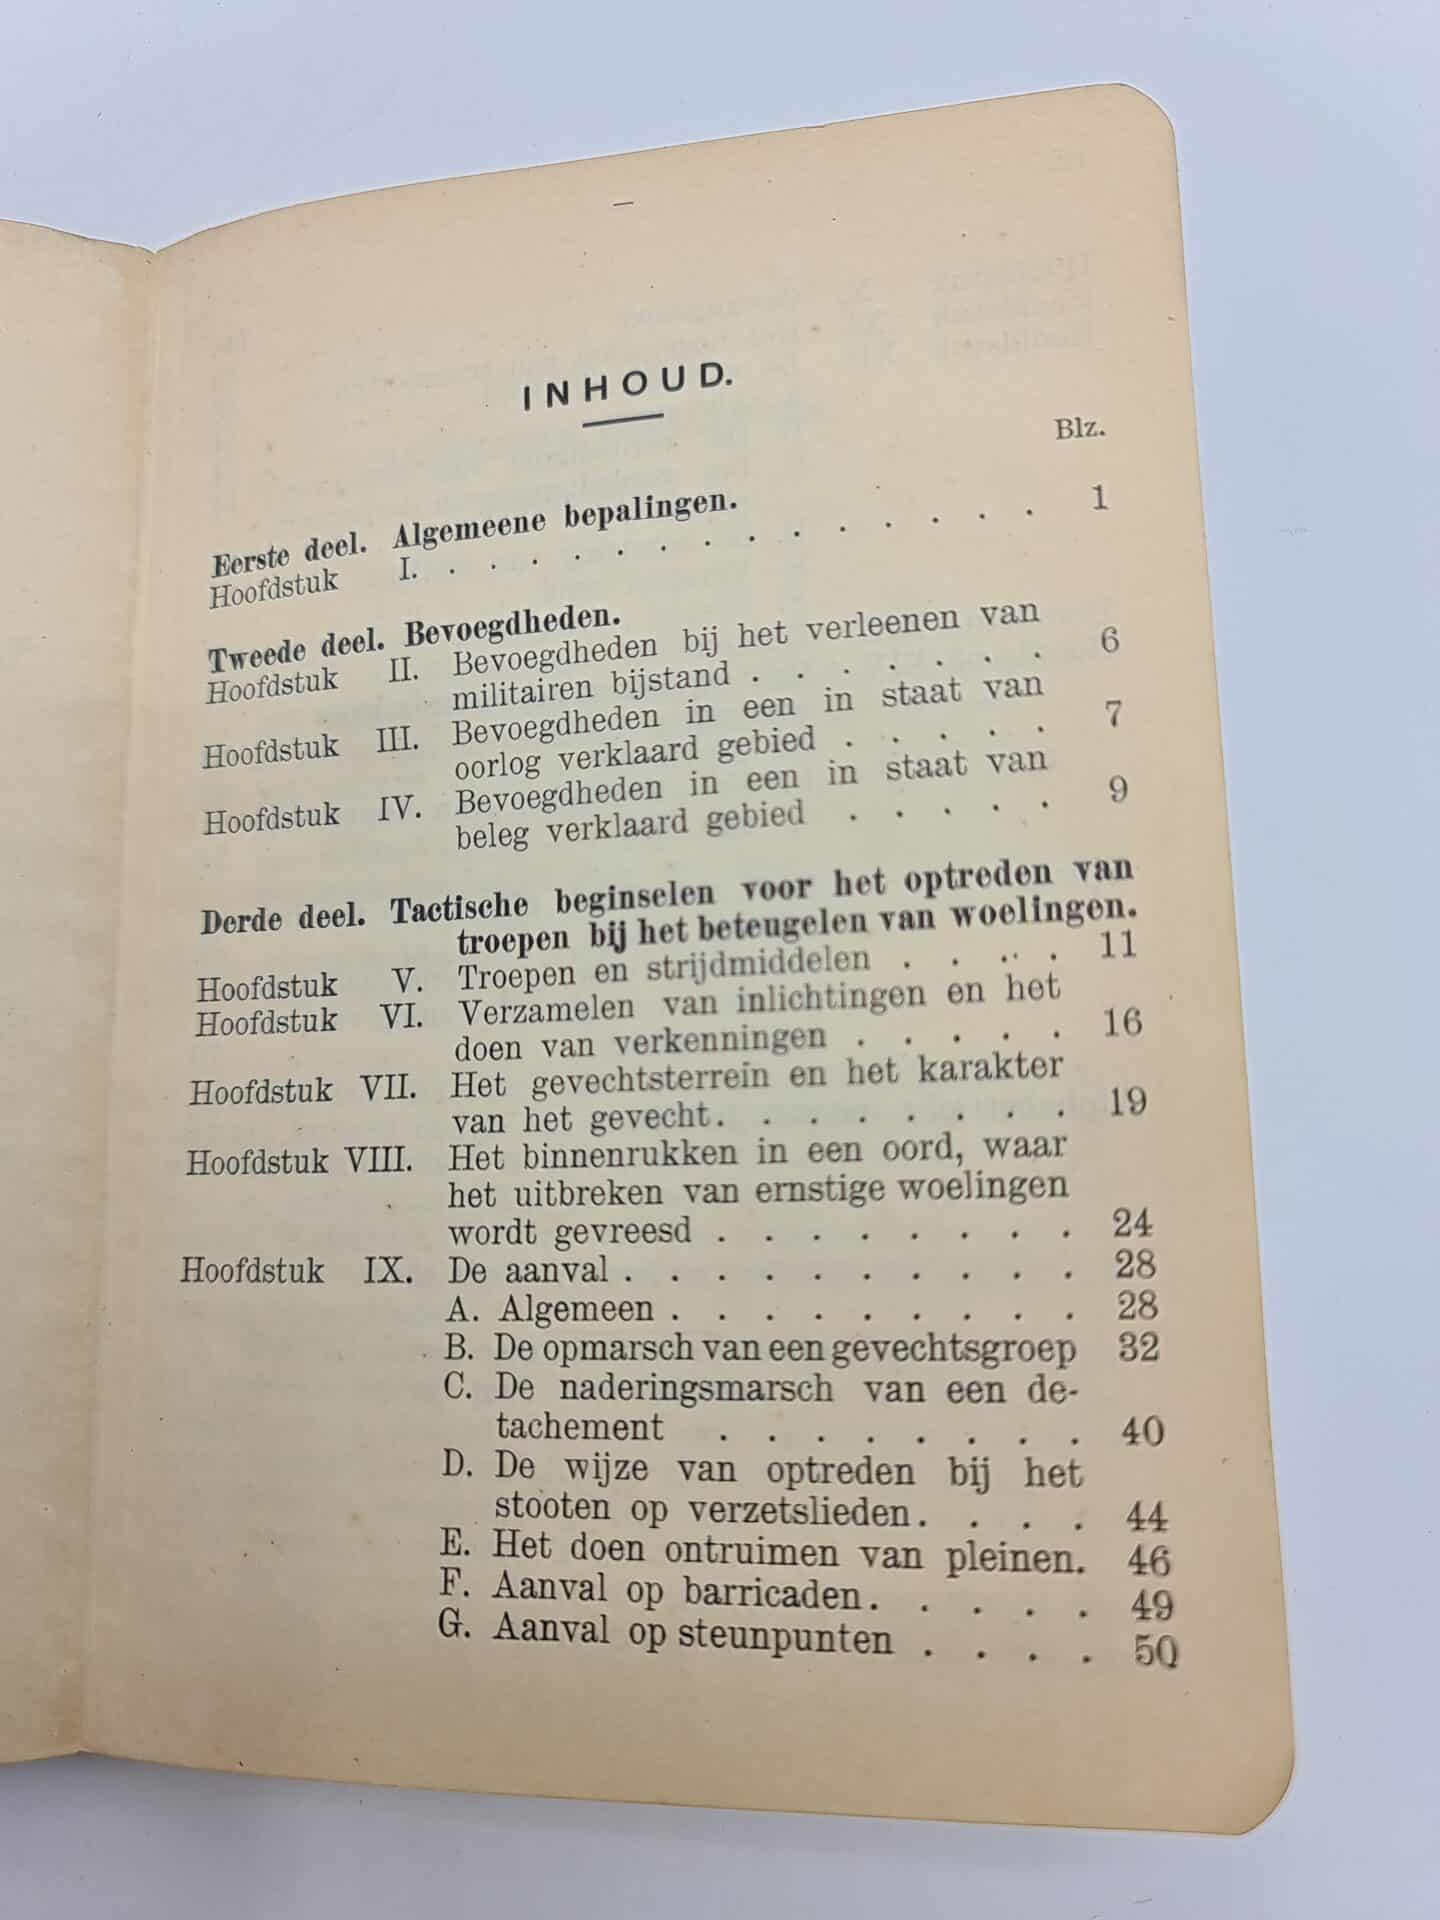 INHOUD.
Blz.
Eerste deel. Algemeene bepalingen.
Hoofdstuk I. . . . . . . . . . . . . . . 1
Tweede deel. Bevoegdheden.
Hoofdstuk II. Bevoegdheden bij het verleenen van
militairen bijstand . . . . . . . 6
Hoofdstuk III. Bevoegdheden in een in staat van
oorlog verklaard gebied . . . . . 7
Hoofdstuk IV. Bevoegdheden in een in staat van
beleg verklaard gebied . . . . . 9
Derde deel. Tactische beginselen voor het optreden van
troepen bij het beteugelen van woelingen.
Hoofdstuk V. Troepen en strijdmiddelen . . . . 11
Hoofdstuk VI. Verzamelen van inlichtingen en het
doen van verkenningen . . . . . 16
Hoofdstuk VII. Het gevechtsterrein en het karakter
van het gevecht. . . . . . . . 19
Hoofdstuk VIII. Het binnenrukken in een oord, waar
het uitbreken van ernstige woelingen
wordt gevreesd . . . . . . . . 24
Hoofdstuk IX. De aanval . . . . . . . . . . 28
A. Algemeen . . . . . . . . . 28
B. De opmarsch van een gevechtsgroep 32
C. De naderingsmarsch van een de-
tachement . . . . . . . . 40
D. De wijze van optreden bij het
stooten op verzetslieden. . . . . 44
E. Het doen ontruimen van pleinen. 46
F. Aanval op barricaden. . . . . . 49
G. Aanval op steunpunten . . . . 50